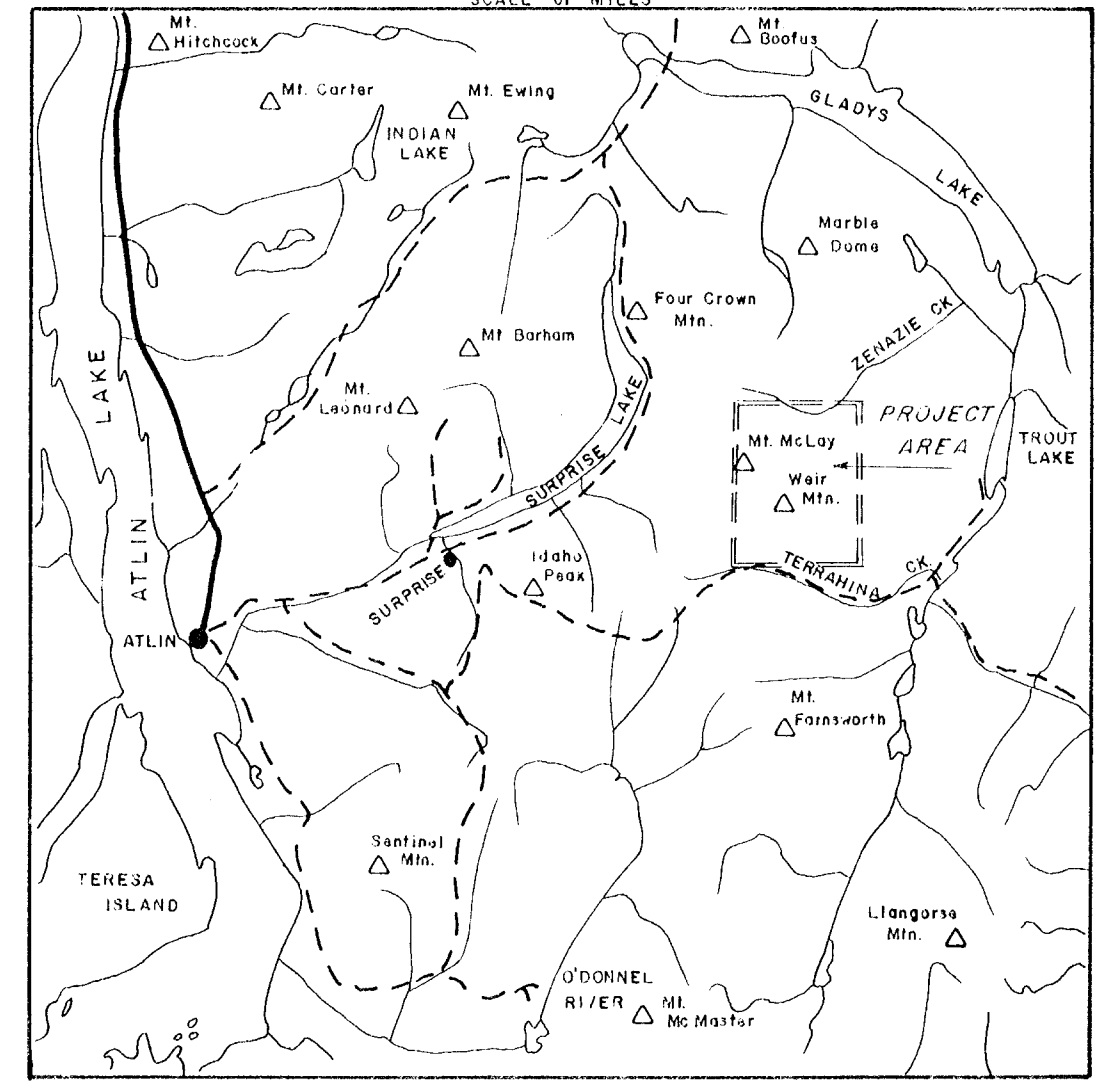 SCALE OF MILES
Mt.
Hitchcock
Mt.
Boofus
Mt. Carter
Mt. Ewing
GLADYS
LAKE
INDIAN
LAKE
Marble
Dome
Four Crown
Mtn.
ZENAZIE CK
Mt Barham
LAKE
ATLIN
Mt.
Leonard
SURPRISE LAKE
PROJECT
AREA
Mt. McLay
Weir
Mtn.
TROUT
LAKE
Idaho
Peak
TERRAHINA CK.
SURPRISE
ATLIN
Mt.
Farnsworth
Sentinel
Mtn.
TERESA
ISLAND
Llangorse
Mtn.
O'DONNEL
RIVER
Mt.
McMaster